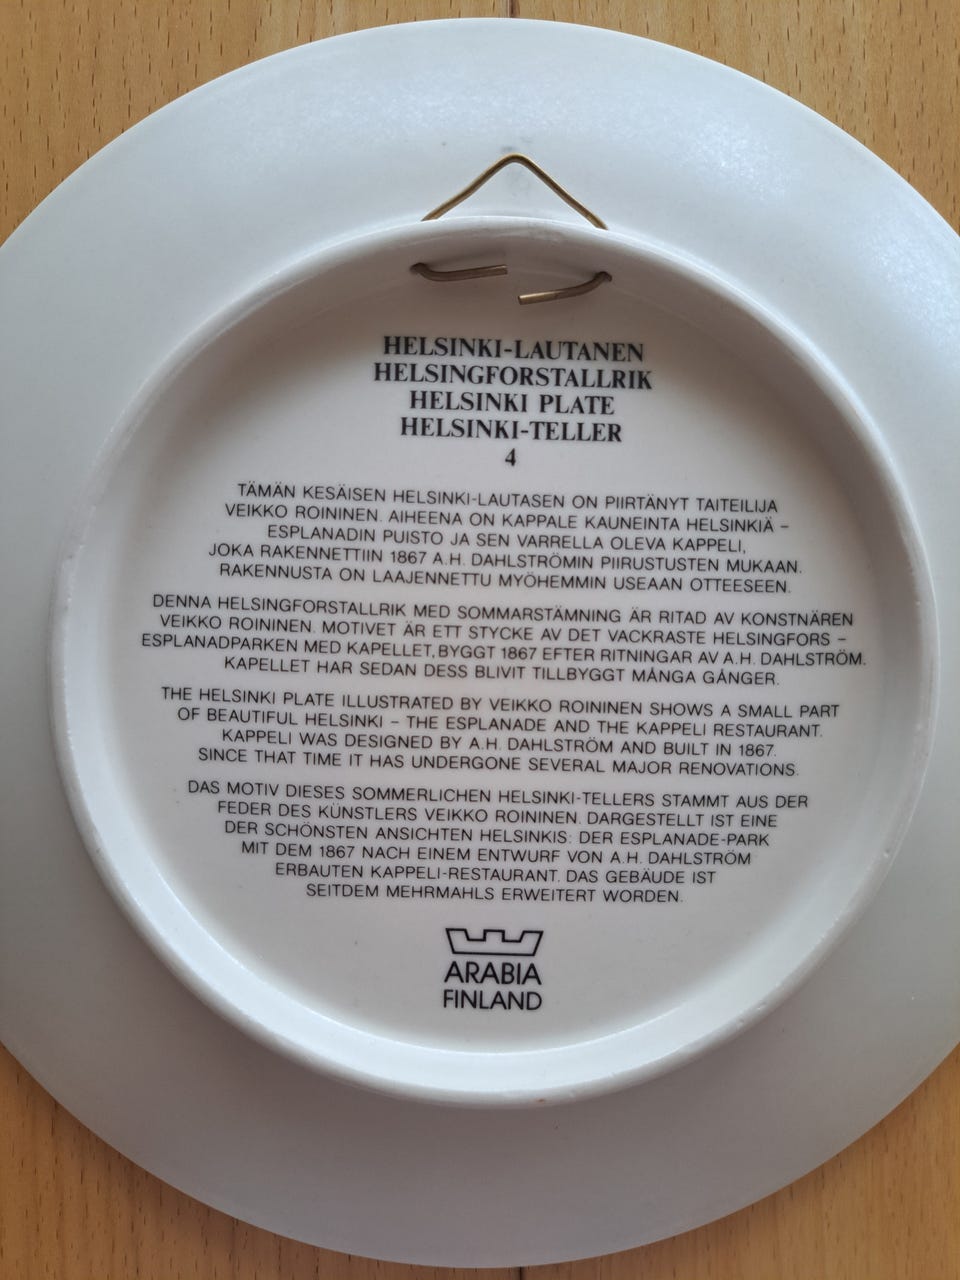 HELSINKI-LAUTANEN
HELSINGFORSTALLRIK
HELSINKI PLATE
HELSINKI-TELLER
4
TÄMÄN KESÄISEN HELSINKI-LAUTASEN ON PIIRTÄNYT TAITEILIJA
VEIKKO ROININEN. AIHEENA ON KAPPALE KAUNEINTA HELSINKIÄ –
ESPLANADIN PUISTO JA SEN VARRELLA OLEVA KAPPELI,
JOKA RAKENNETTIIN 1867 A.H. DAHLSTRÖMIN PIIRUSTUSTEN MUKAAN.
RAKENNUSTA ON LAAJENNETTU MYÖHEMMIN USEAAN OTTEESEEN.
DENNA HELSINGFORSTALLRIK MED SOMMARSTÄMNING ÄR RITAD AV KONSTNÄREN
VEIKKO ROININEN. MOTIVET ÄR ETT STYCKE AV DET VACKRASTE HELSINGFORS –
ESPLANADPARKEN MED KAPELLET, BYGGT 1867 EFTER RITNINGAR AV A.H. DAHLSTRÖM.
KAPELLET HAR SEDAN DESS BLIVIT TILLBYGGT MÅNGA GÅNGER.
THE HELSINKI PLATE ILLUSTRATED BY VEIKKO ROININEN SHOWS A SMALL PART
OF BEAUTIFUL HELSINKI – THE ESPLANADE AND THE KAPPELI RESTAURANT.
KAPPELI WAS DESIGNED BY A.H. DAHLSTRÖM AND BUILT IN 1867.
SINCE THAT TIME IT HAS UNDERGONE SEVERAL MAJOR RENOVATIONS.
DAS MOTIV DIESES SOMMERLICHEN HELSINKI-TELLERS STAMMT AUS DER
FEDER DES KÜNSTLERS VEIKKO ROININEN. DARGESTELLT IST EINE
DER SCHÖNSTEN ANSICHTEN HELSINKIS: DER ESPLANADE-PARK
MIT DEM 1867 NACH EINEM ENTWURF VON A.H. DAHLSTRÖM
ERBAUTEN KAPPELI-RESTAURANT. DAS GEBÄUDE IST
SEITDEM MEHRMAHLS ERWEITERT WORDEN.
ARABIA
FINLAND